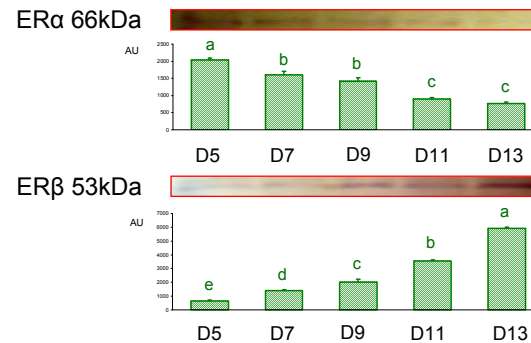 ERα 66kDa
AU
a
b
b
c
c
2500
2000
1500
1000
500
0
D5 D7 D9 D11 D13
ERβ 53kDa
AU
a
b
c
d
e
7000
6000
5000
4000
3000
2000
1000
0
D5 D7 D9 D11 D13